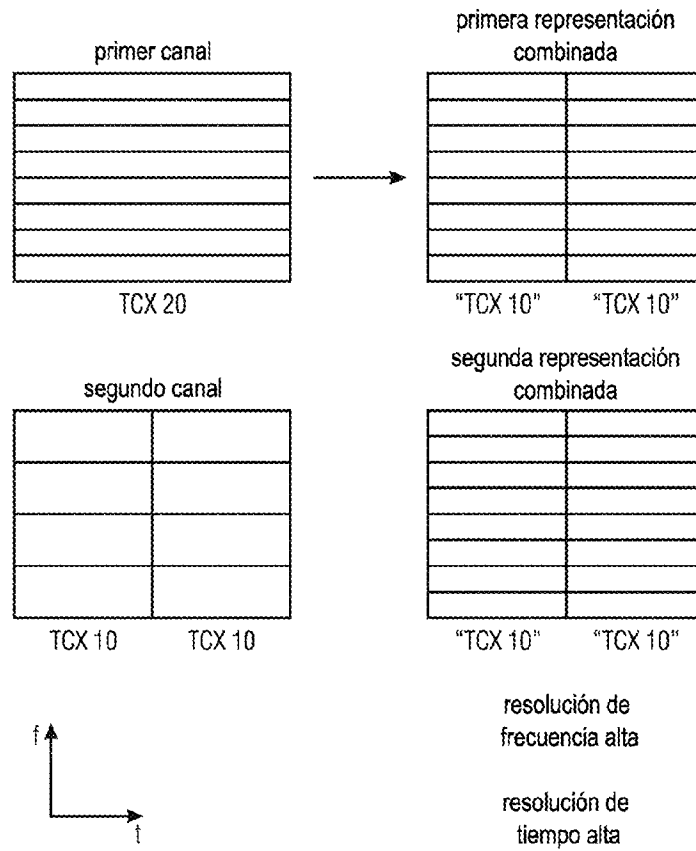 primer canal
primera representación
combinada
TCX 20
"TCX 10"
"TCX 10"
segundo canal
segunda representación
combinada
TCX 10
TCX 10
"TCX 10"
"TCX 10"
f
t
resolución de
frecuencia alta
resolución de
tiempo alta